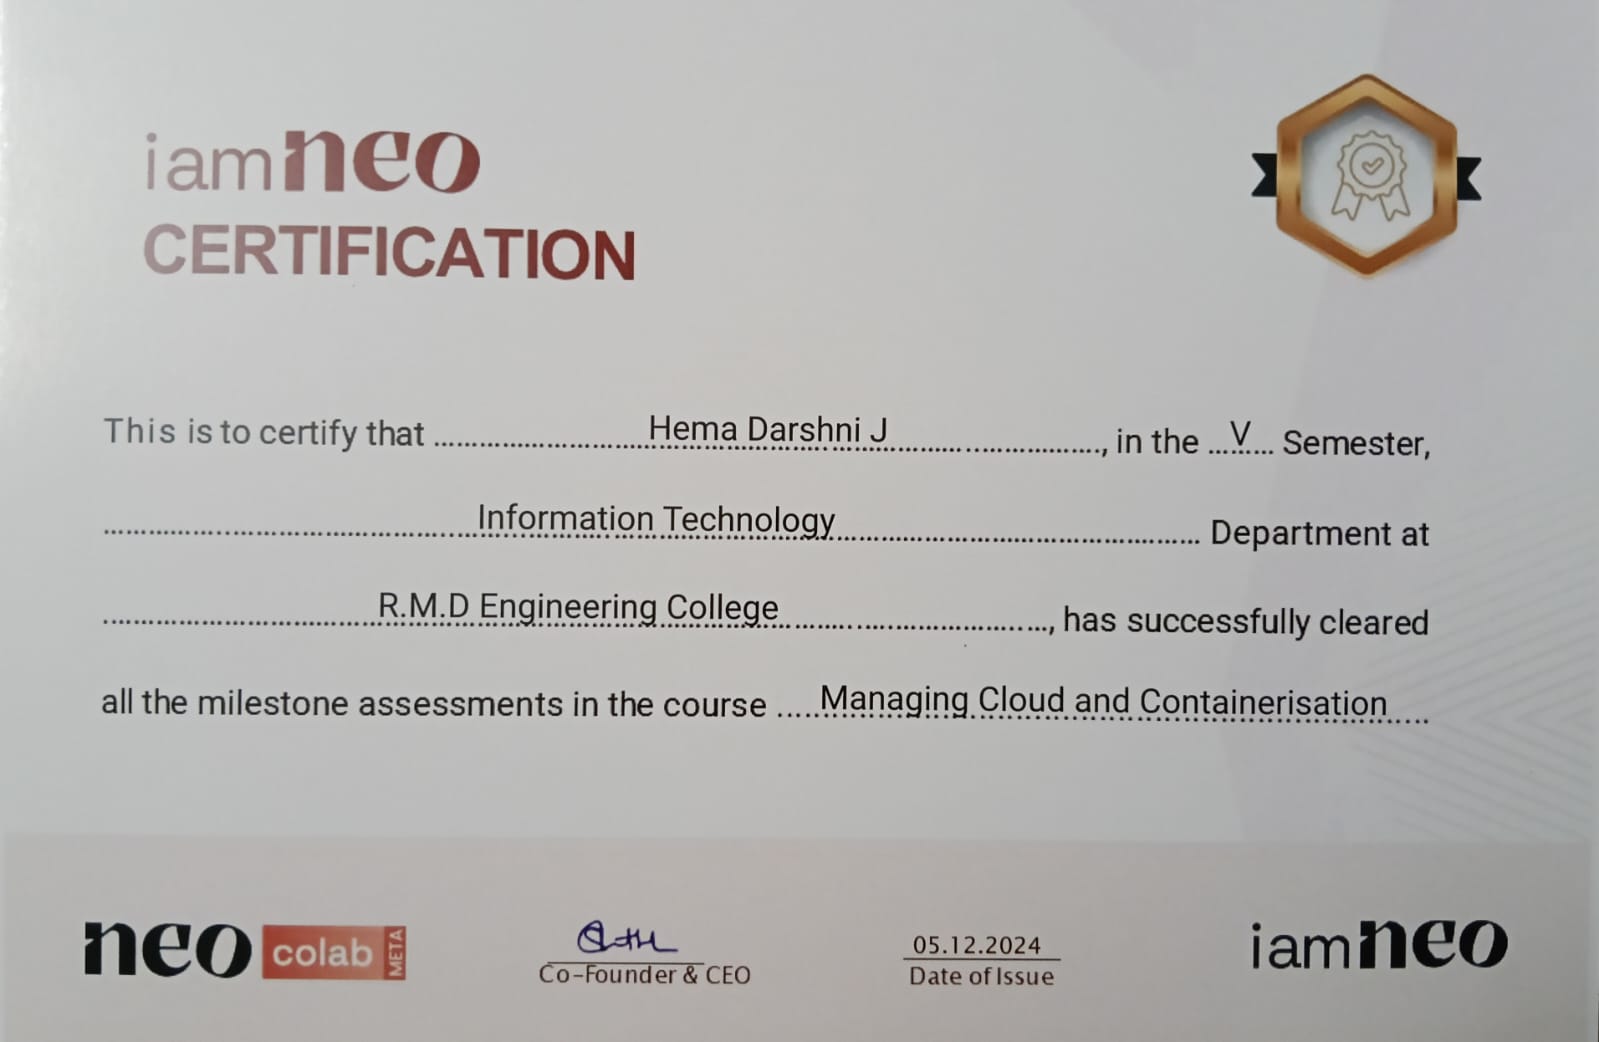 iamneo
CERTIFICATION
This is to certify that Hema Darshni J, in the V Semester,
Information Technology Department at
R.M.D Engineering College, has successfully cleared
all the milestone assessments in the course Managing Cloud and Containerisation
neo colab META
Co-Founder & CEO
05.12.2024
Date of Issue
iamneo